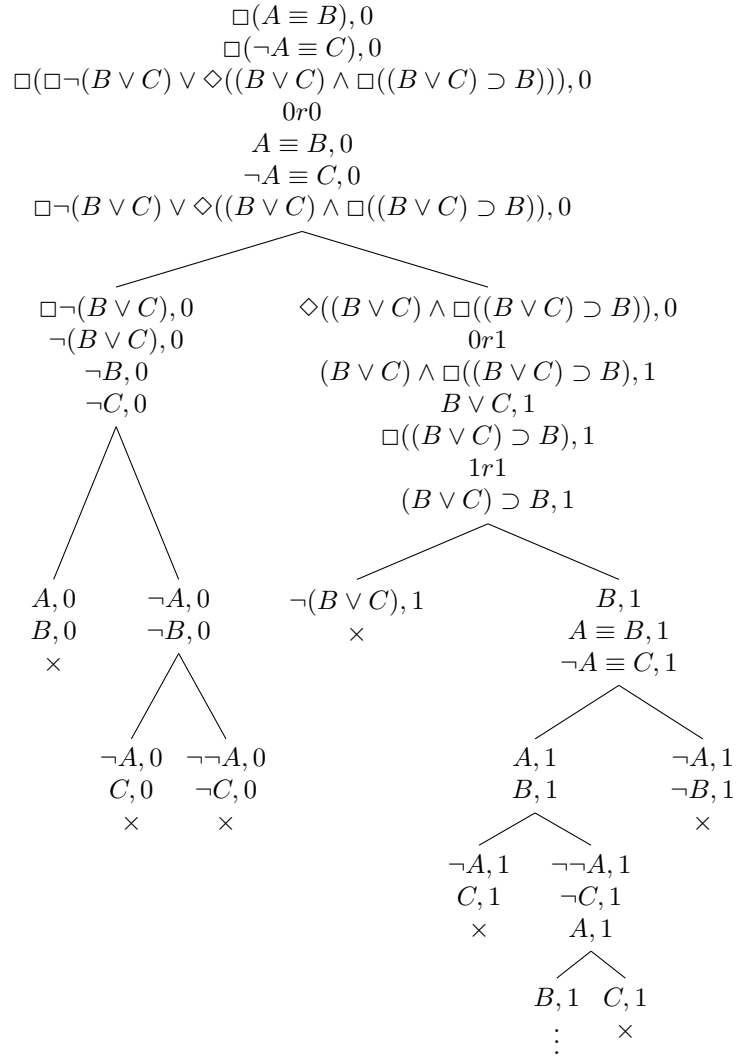 □(A ≡ B), 0
□(¬A ≡ C), 0
□(□¬(B ∨ C) ∨ ◇((B ∨ C) ∧ □((B ∨ C) ⊃ B))), 0
0r0
A ≡ B, 0
¬A ≡ C, 0
□¬(B ∨ C) ∨ ◇((B ∨ C) ∧ □((B ∨ C) ⊃ B)), 0
□¬(B ∨ C), 0
¬(B ∨ C), 0
¬B, 0
¬C, 0
A, 0
B, 0
×
¬A, 0
¬B, 0
¬A, 0
C, 0
×
¬¬A, 0
¬C, 0
×
◇((B ∨ C) ∧ □((B ∨ C) ⊃ B)), 0
0r1
(B ∨ C) ∧ □((B ∨ C) ⊃ B), 1
B ∨ C, 1
□((B ∨ C) ⊃ B), 1
1r1
(B ∨ C) ⊃ B, 1
¬(B ∨ C), 1
×
B, 1
A ≡ B, 1
¬A ≡ C, 1
A, 1
B, 1
¬A, 1
C, 1
×
¬¬A, 1
¬C, 1
A, 1
B, 1
⋮
C, 1
×
¬A, 1
¬B, 1
×